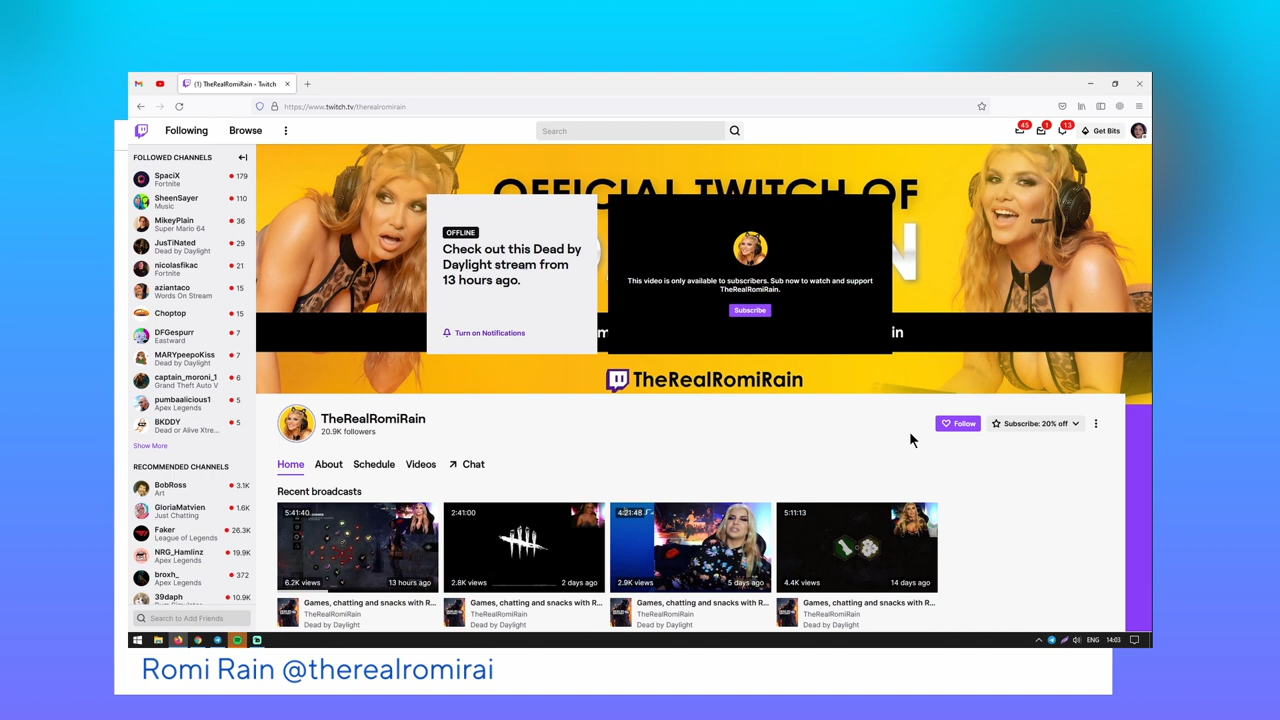 (1) TheRealRomiRain - Twitch
https://www.twitch.tv/therealromirain
Following
Browse
Search
45
1
13
Get Bits
FOLLOWED CHANNELS
SpaciX
179
Fortnite
SheenSayer
110
Music
MikeyPlain
36
Super Mario 64
JusTiNated
29
Dead by Daylight
nicolasfikac
21
Fortnite
aziantaco
15
Words On Stream
Choptop
15
DFGespurr
7
Eastward
MARYpeepoKiss
7
Dead by Daylight
captain_moroni_1
6
Grand Theft Auto V
pumbaalicious1
5
Apex Legends
BKDDY
5
Dead or Alive Xtre...
Show More
RECOMMENDED CHANNELS
BobRoss
3.1K
Art
GloriaMatvien
1.6K
Just Chatting
Faker
26.3K
League of Legends
NRG_Hamlinz
19.9K
Apex Legends
broxh_
372
Apex Legends
39daph
10.9K
Search to Add Friends
OFFICIAL TWITCH OF
OFFLINE
Check out this Dead by
Daylight stream from
13 hours ago.
Turn on Notifications
This video is only available to subscribers. Sub now to watch and support
TheRealRomiRain.
Subscribe
TheRealRomiRain
TheRealRomiRain
20.9K followers
Follow
Subscribe: 20% off
Home
About
Schedule
Videos
Chat
Recent broadcasts
5:41:40
6.2K views
13 hours ago
Games, chatting and snacks with R...
TheRealRomiRain
Dead by Daylight
2:41:00
2.8K views
2 days ago
Games, chatting and snacks with R...
TheRealRomiRain
Dead by Daylight
4:21:48
2.9K views
5 days ago
Games, chatting and snacks with R...
TheRealRomiRain
Dead by Daylight
5:11:13
4.4K views
14 days ago
Games, chatting and snacks with R...
TheRealRomiRain
Dead by Daylight
ENG
14:03
Romi Rain @therealromirai